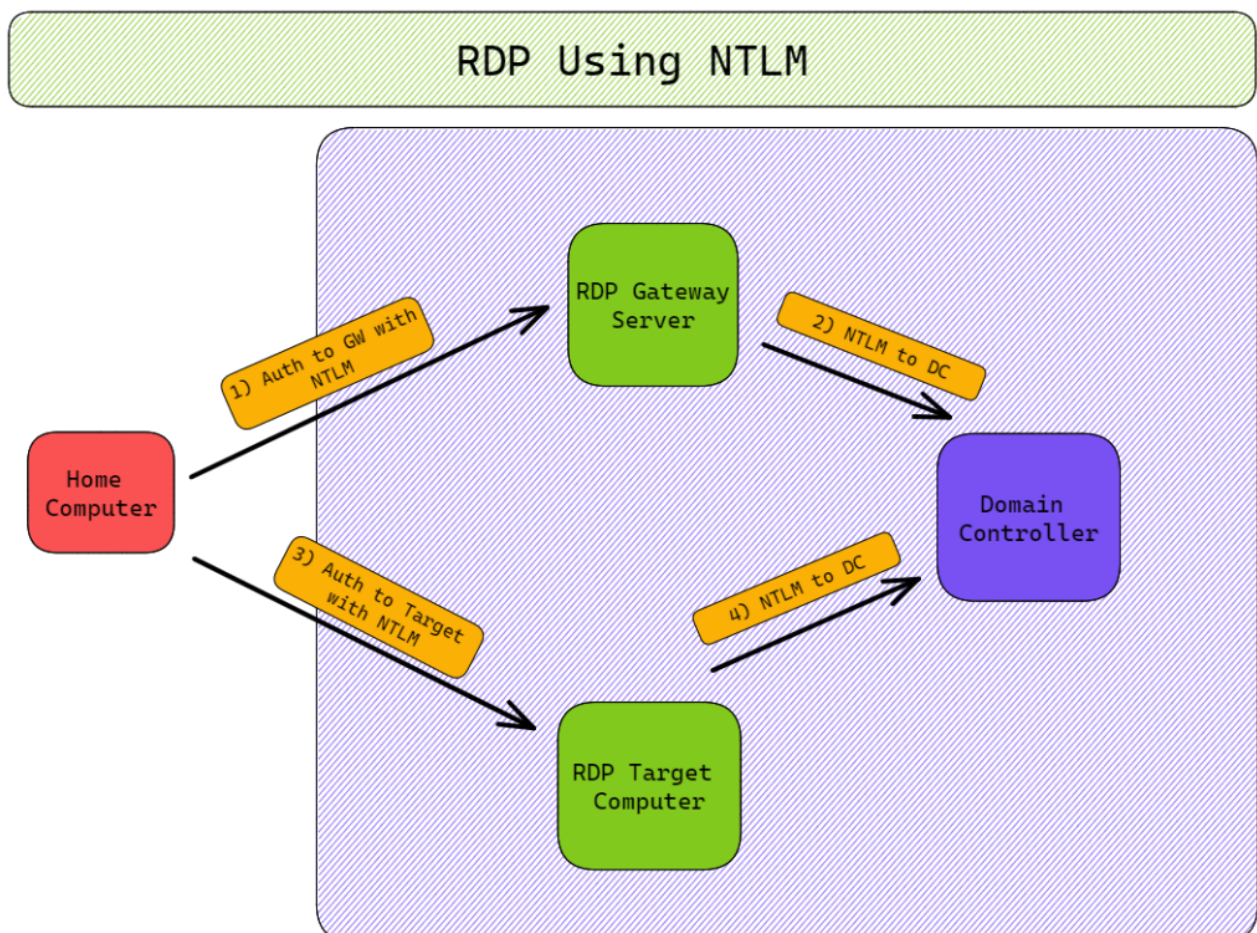 RDP Using NTLM
RDP Gateway
Server
1) Auth to GW with
NTLM
2) NTLM to DC
Home
Computer
Domain
Controller
3) Auth to Target
with NTLM
4) NTLM to DC
RDP Target
Computer